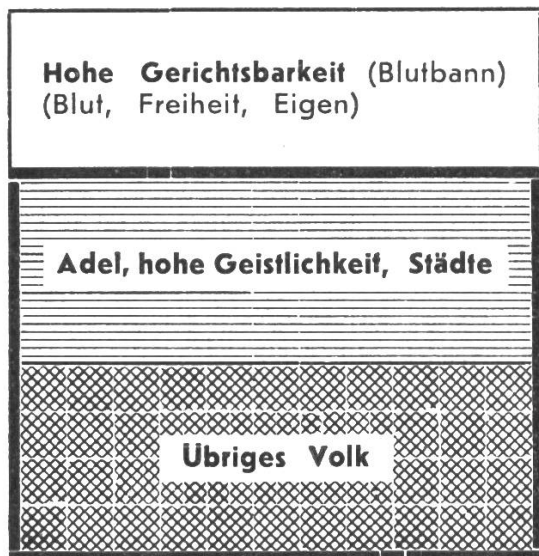 Hohe Gerichtsbarkeit (Blutbann)
(Blut, Freiheit, Eigen)
Adel, hohe Geistlichkeit, Städte
Übriges Volk